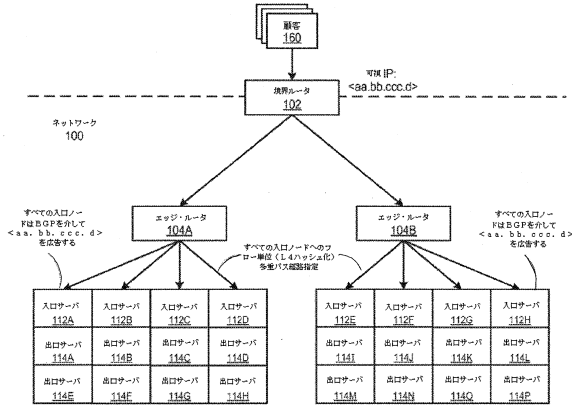 顧客
160
可視 IP:
<aa.bb.ccc.d>
境界ルータ
102
ネットワーク
100
すべての入口ノー
ドはBGPを介して
<aa. bb. ccc. d>
を広告する
エッジ・ルータ
104A
すべての入口ノードへのフ
ロー単位（L4ハッシュ化）
多重パス経路指定
エッジ・ルータ
104B
すべての入口ノー
ドはBGPを介して
<aa. bb. ccc. d>
を広告する
入口サーバ
112A
入口サーバ
112B
入口サーバ
112C
入口サーバ
112D
出口サーバ
114A
出口サーバ
114B
出口サーバ
114C
出口サーバ
114D
出口サーバ
114E
出口サーバ
114F
出口サーバ
114G
出口サーバ
114H
入口サーバ
112E
入口サーバ
112F
入口サーバ
112G
入口サーバ
112H
出口サーバ
114I
出口サーバ
114J
出口サーバ
114K
出口サーバ
114L
出口サーバ
114M
出口サーバ
114N
出口サーバ
114O
出口サーバ
114P